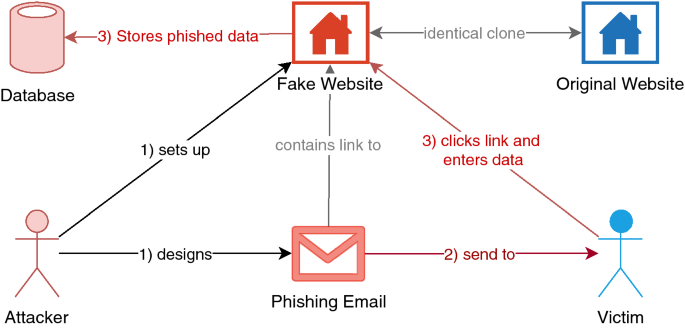 3) Stores phished data
identical clone
Database
Fake Website
Original Website
1) sets up
contains link to
3) clicks link and
enters data
1) designs
2) send to
Attacker
Phishing Email
Victim